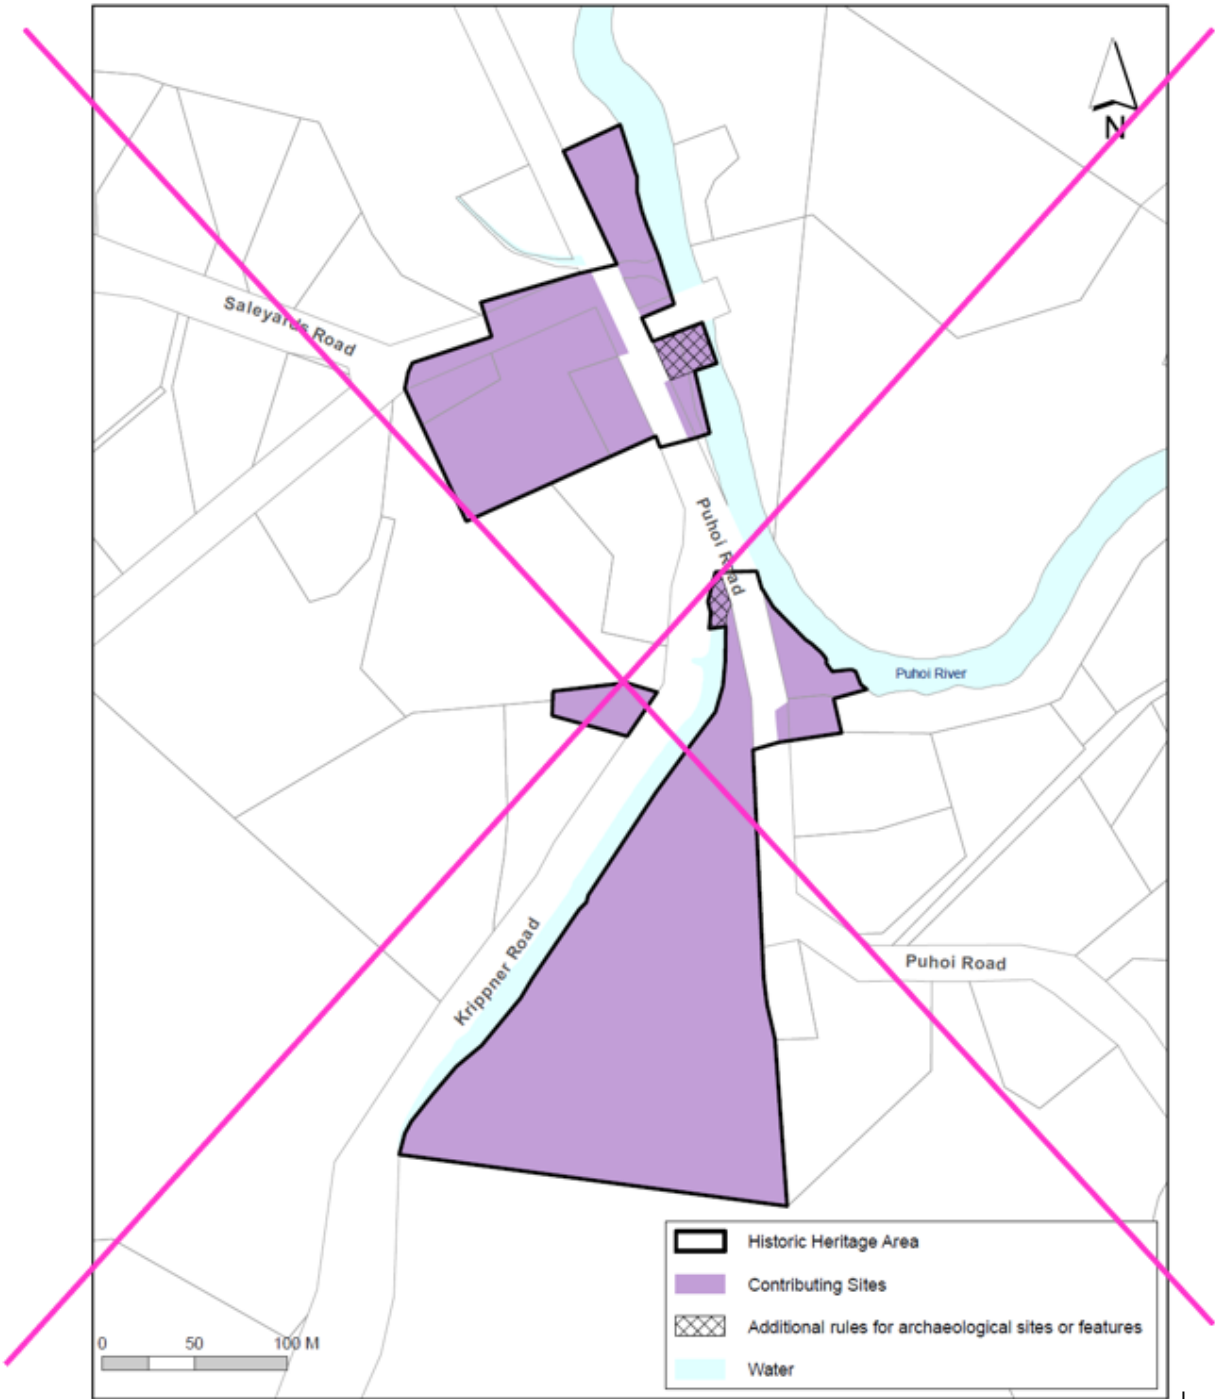 N
Saleyards Road
Puhoi Road
Puhoi River
Krippner Road
Puhoi Road
Historic Heritage Area
Contributing Sites
Additional rules for archaeological sites or features
Water
0 50 100 M